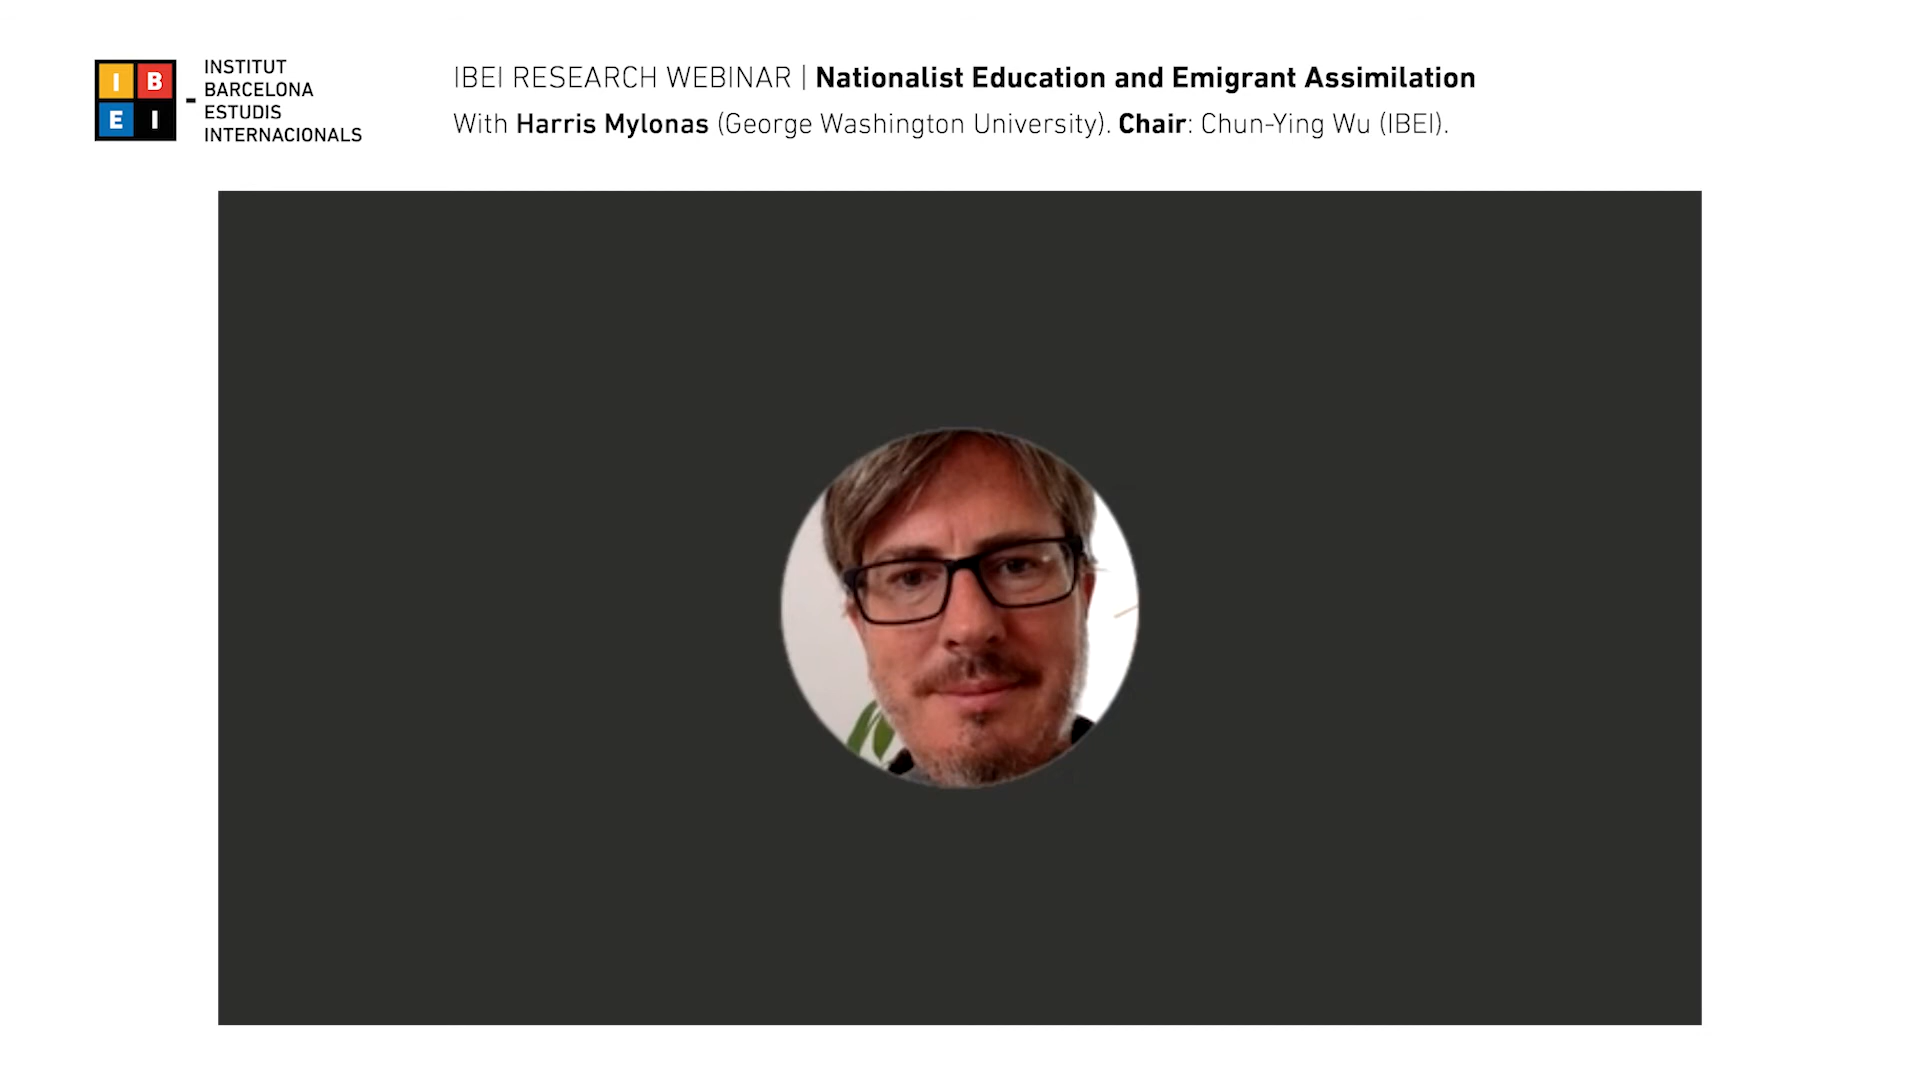 I B
E I
INSTITUT
BARCELONA
ESTUDIS
INTERNACIONALS
IBEI RESEARCH WEBINAR | Nationalist Education and Emigrant Assimilation
With Harris Mylonas (George Washington University). Chair: Chun-Ying Wu (IBEI).